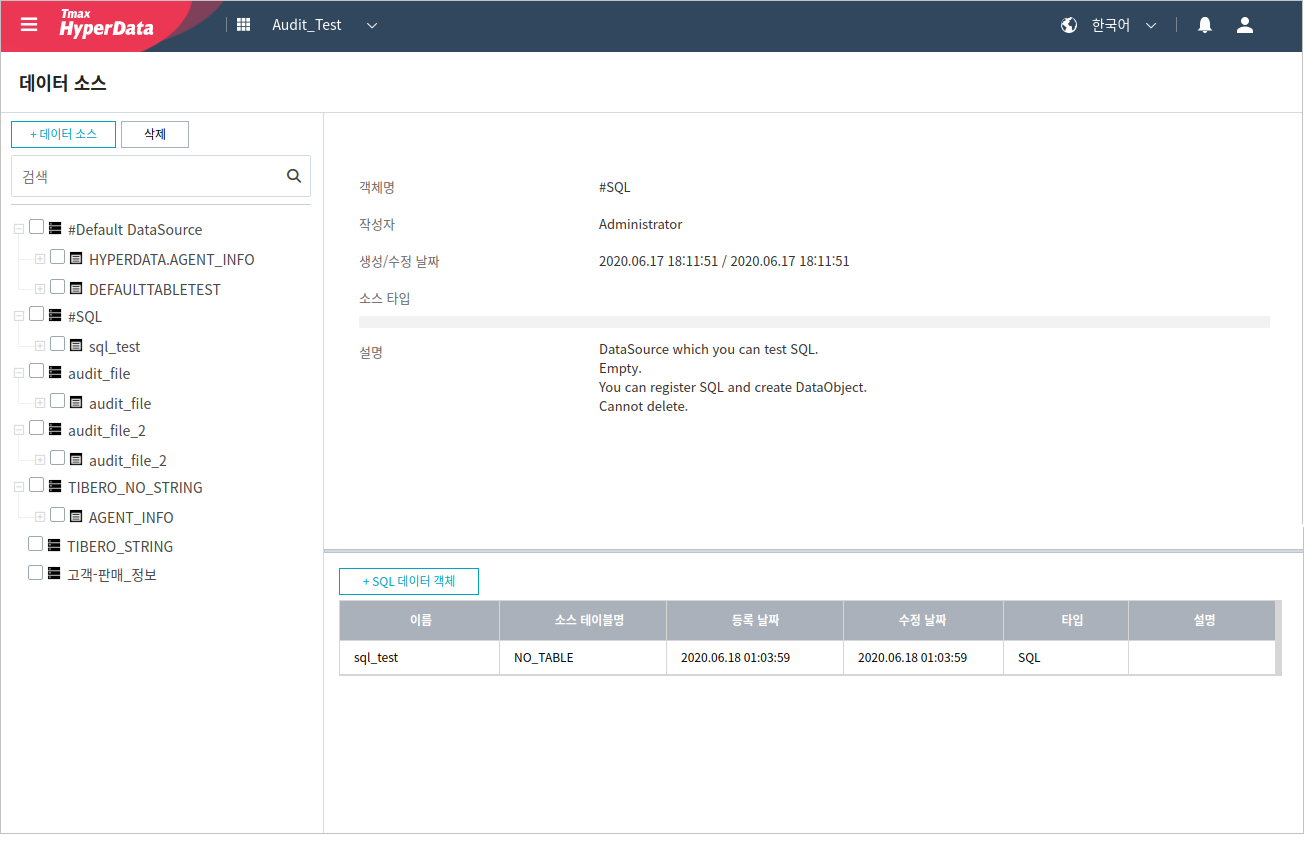 Tmax
HyperData
Audit_Test
한국어
데이터 소스
+ 데이터 소스
삭제
검색
#Default DataSource
HYPERDATA.AGENT_INFO
DEFAULTTABLETEST
#SQL
sql_test
audit_file
audit_file
audit_file_2
audit_file_2
TIBERO_NO_STRING
AGENT_INFO
TIBERO_STRING
고객-판매_정보
객체명 #SQL
작성자 Administrator
생성/수정 날짜 2020.06.17 18:11:51 / 2020.06.17 18:11:51
소스 타입
설명 DataSource which you can test SQL.
Empty.
You can register SQL and create DataObject.
Cannot delete.
+ SQL 데이터 객체
이름 소스 테이블명 등록 날짜 수정 날짜 타입 설명
sql_test NO_TABLE 2020.06.18 01:03:59 2020.06.18 01:03:59 SQL